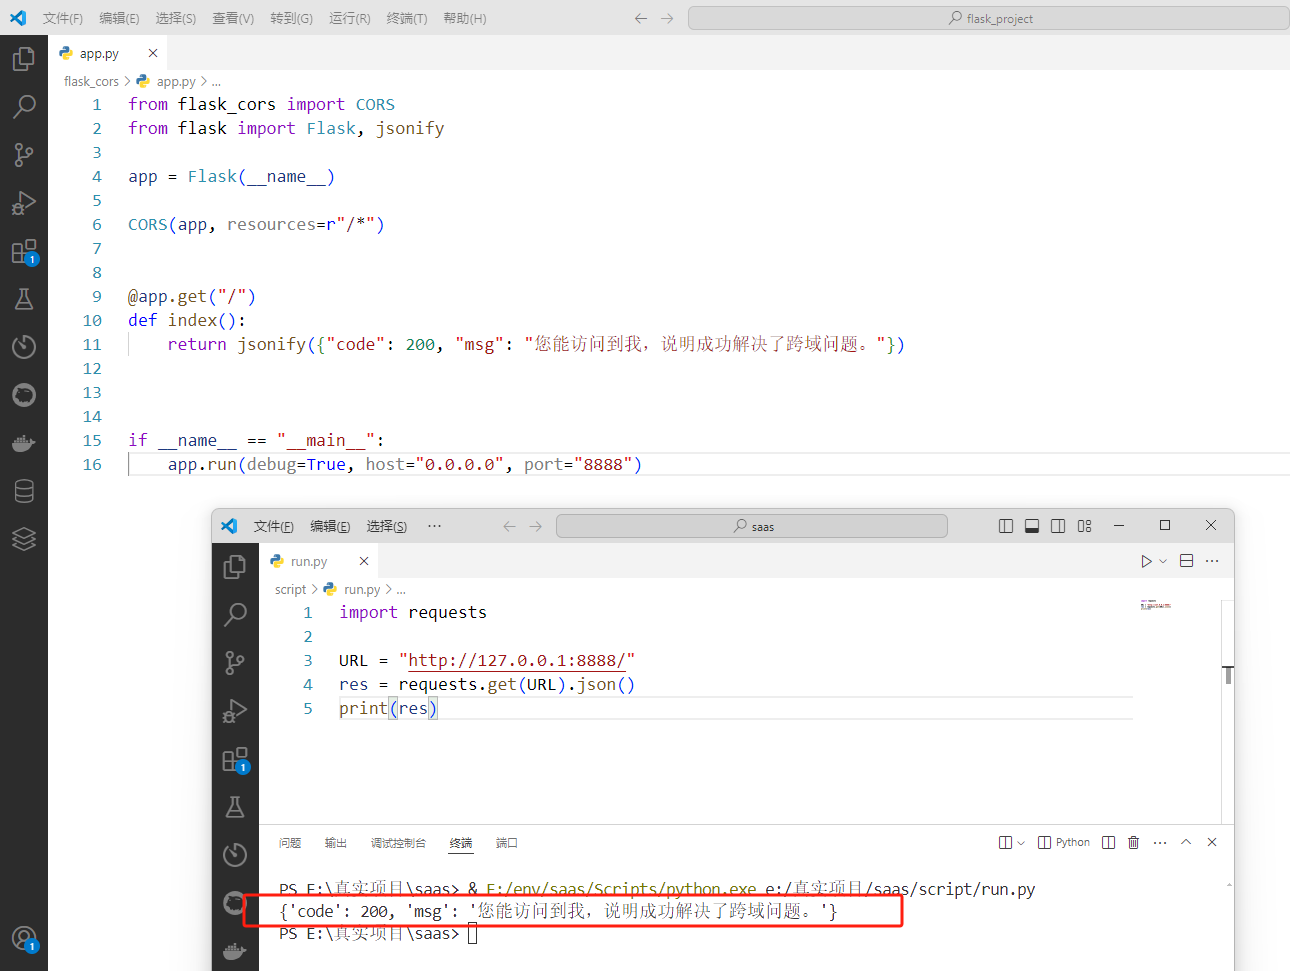 文件(F) 编辑(E) 选择(S) 查看(V) 转到(G) 运行(R) 终端(T) 帮助(H) flask_project
app.py
flask_cors > app.py > ...
1 from flask_cors import CORS
2 from flask import Flask, jsonify
3
4 app = Flask(__name__)
5
6 CORS(app, resources=r"/*")
7
8
9 @app.get("/")
10 def index():
11 return jsonify({"code": 200, "msg": "您能访问到我，说明成功解决了跨域问题。"})
12
13
14
15 if __name__ == "__main__":
16 app.run(debug=True, host="0.0.0.0", port="8888")
文件(F) 编辑(E) 选择(S) ··· saas
run.py
script > run.py > ...
1 import requests
2
3 URL = "http://127.0.0.1:8888/"
4 res = requests.get(URL).json()
5 print(res)
问题 输出 调试控制台 终端 端口 Python
PS E:\真实项目\saas> & E:/env/saas/Scripts/python.exe e:/真实项目/saas/script/run.py
{'code': 200, 'msg': '您能访问到我，说明成功解决了跨域问题。'}
PS E:\真实项目\saas>
1
1
1